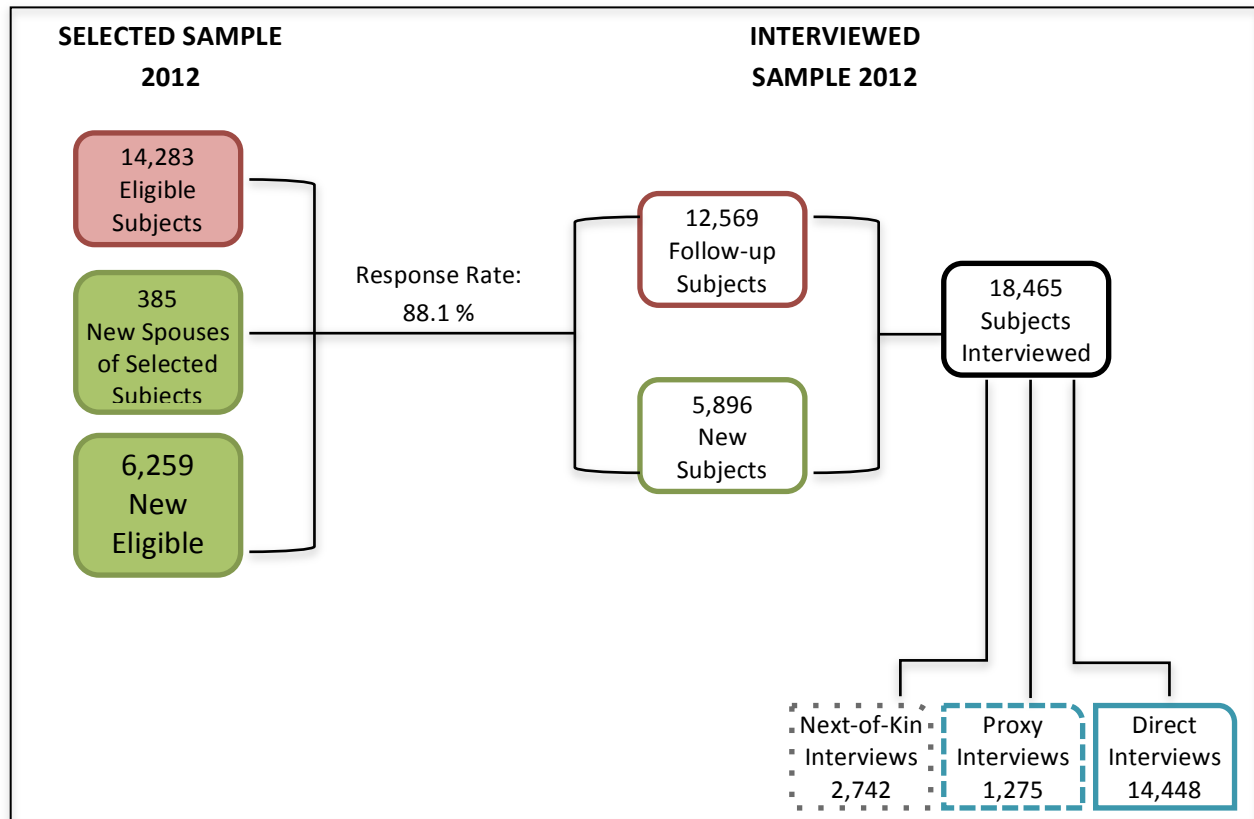 SELECTED SAMPLE
2012
INTERVIEWED
SAMPLE 2012
14,283
Eligible
Subjects
385
New Spouses
of Selected
Subjects
6,259
New
Eligible
Response Rate:
88.1 %
12,569
Follow-up
Subjects
5,896
New
Subjects
18,465
Subjects
Interviewed
Next-of-Kin
Interviews
2,742
Proxy
Interviews
1,275
Direct
Interviews
14,448